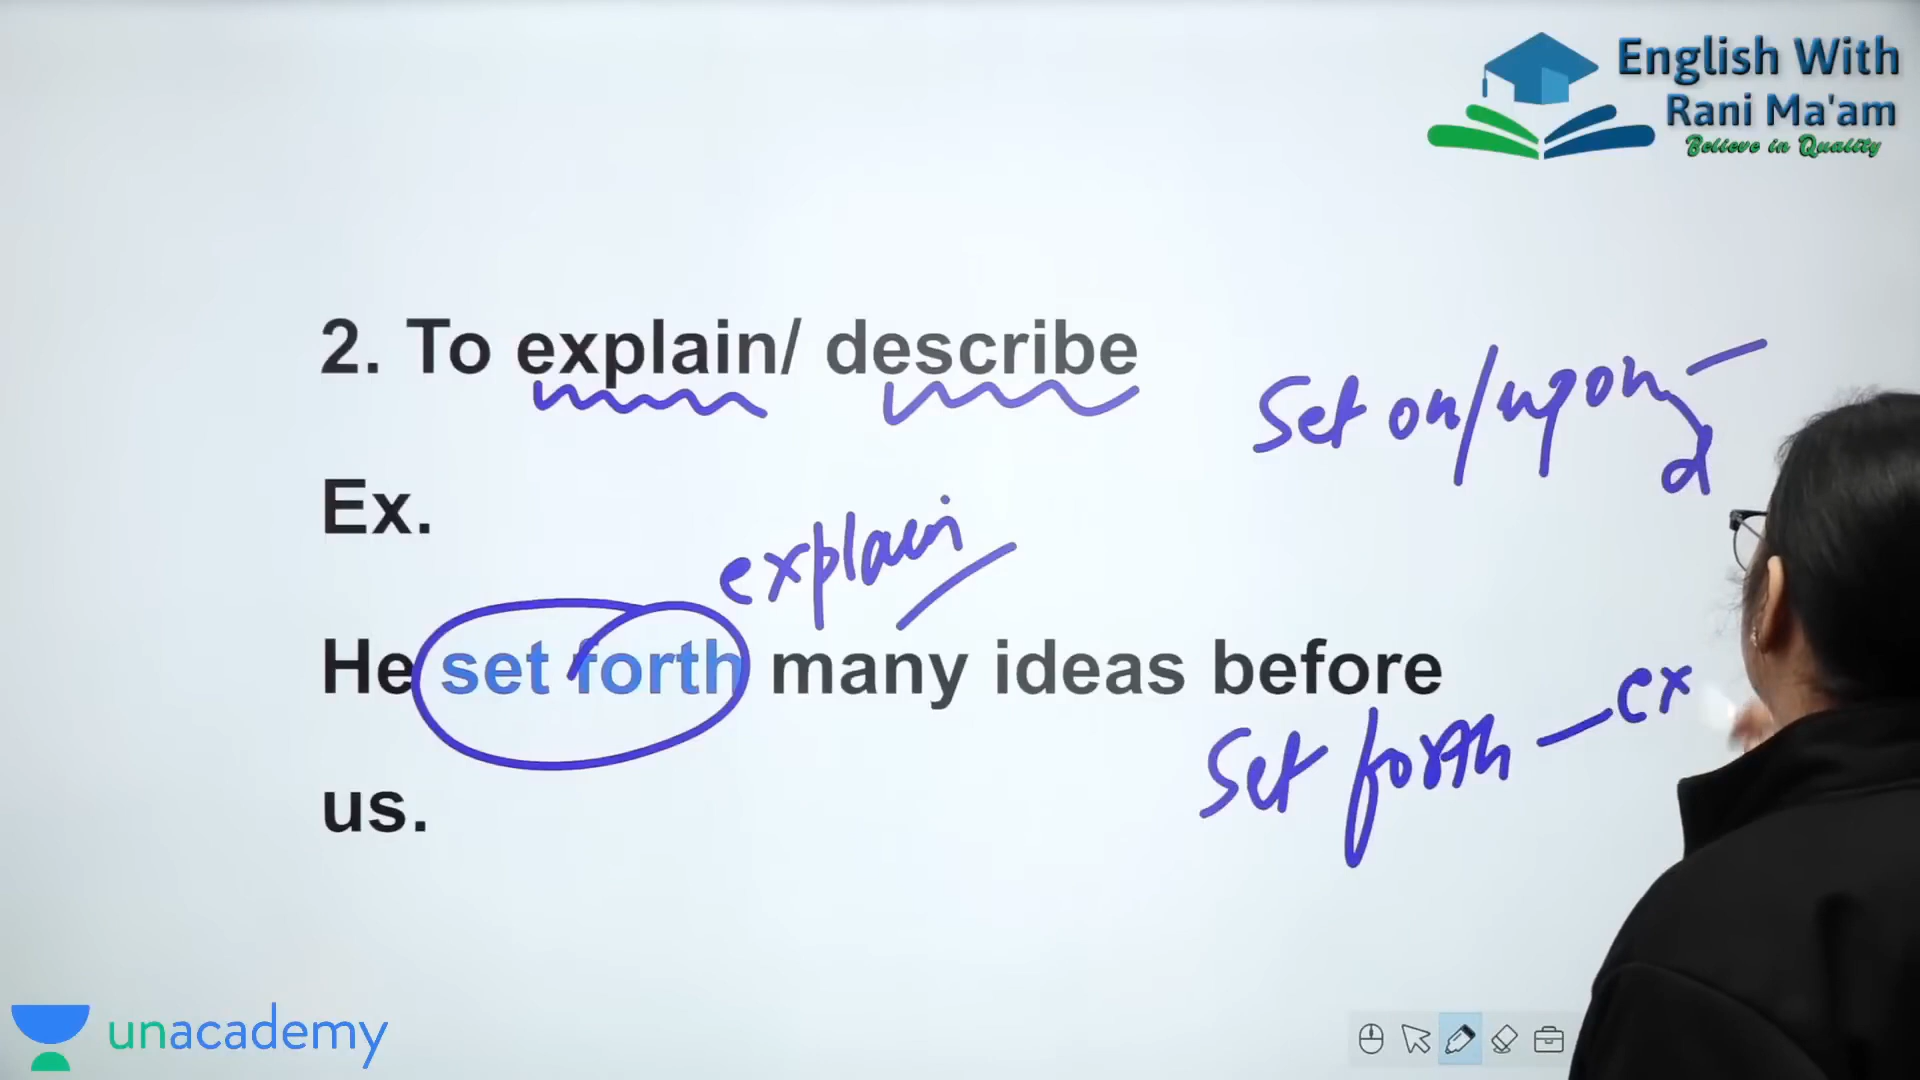 English With
Rani Ma'am
Believe in Quality
2. To explain/ describe
Set on/upon
Ex.
explain
He set forth many ideas before
Set forth — ex
us.
unacademy